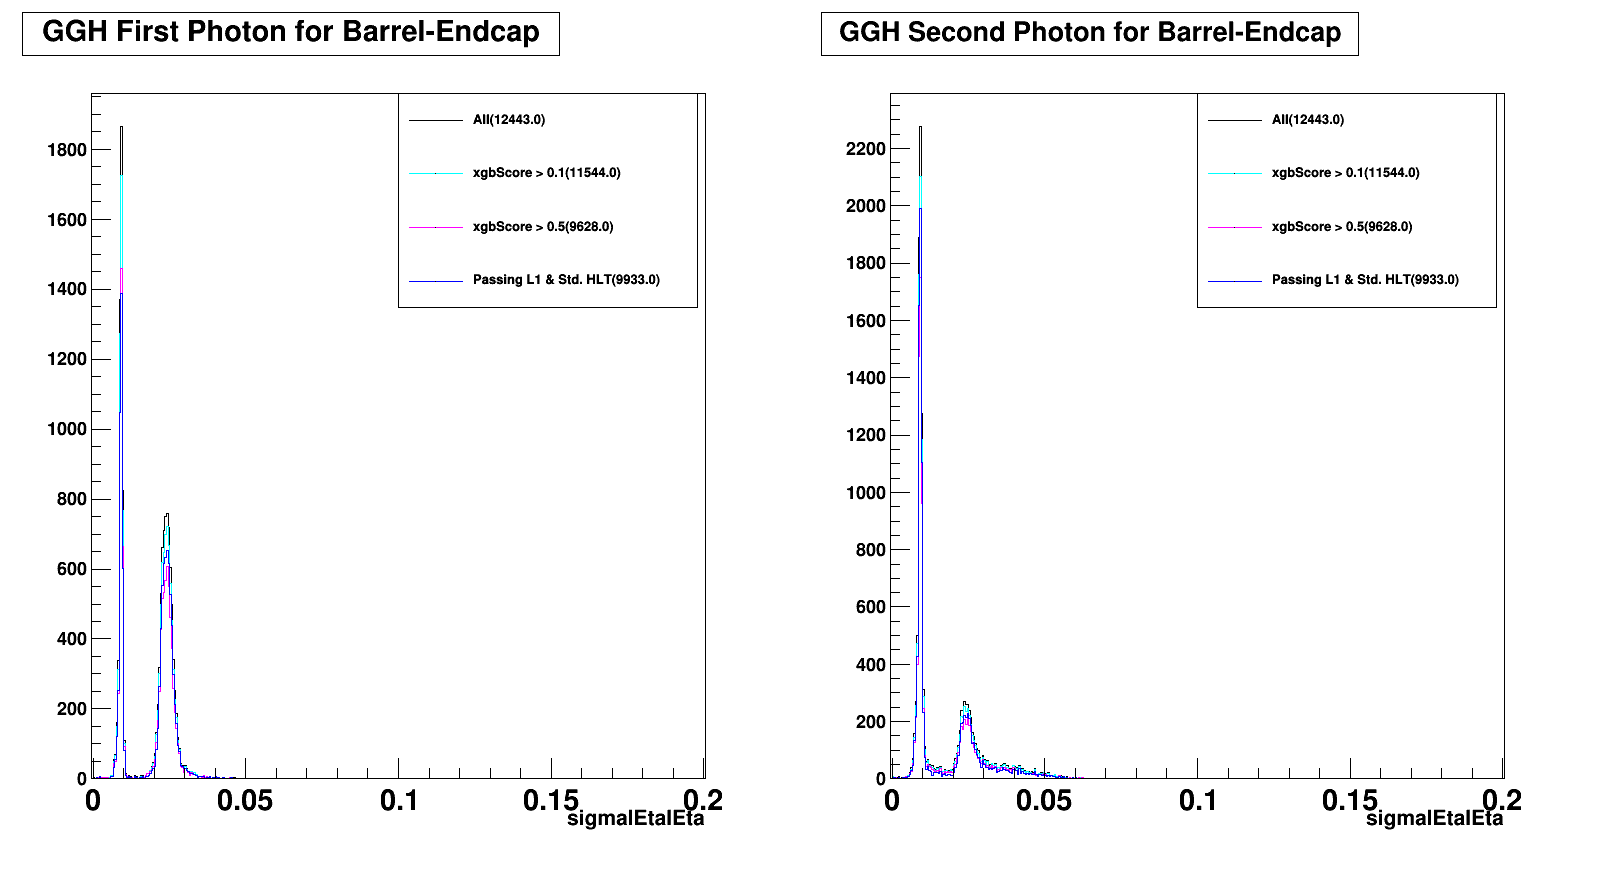 GGH First Photon for Barrel-Endcap
All(12443.0)
xgbScore > 0.1(11544.0)
xgbScore > 0.5(9628.0)
Passing L1 & Std. HLT(9933.0)
1800
1600
1400
1200
1000
800
600
400
200
0
0 0.05 0.1 0.15 0.2
sigmaIEtaIEta
GGH Second Photon for Barrel-Endcap
All(12443.0)
xgbScore > 0.1(11544.0)
xgbScore > 0.5(9628.0)
Passing L1 & Std. HLT(9933.0)
2200
2000
1800
1600
1400
1200
1000
800
600
400
200
0
0 0.05 0.1 0.15 0.2
sigmaIEtaIEta